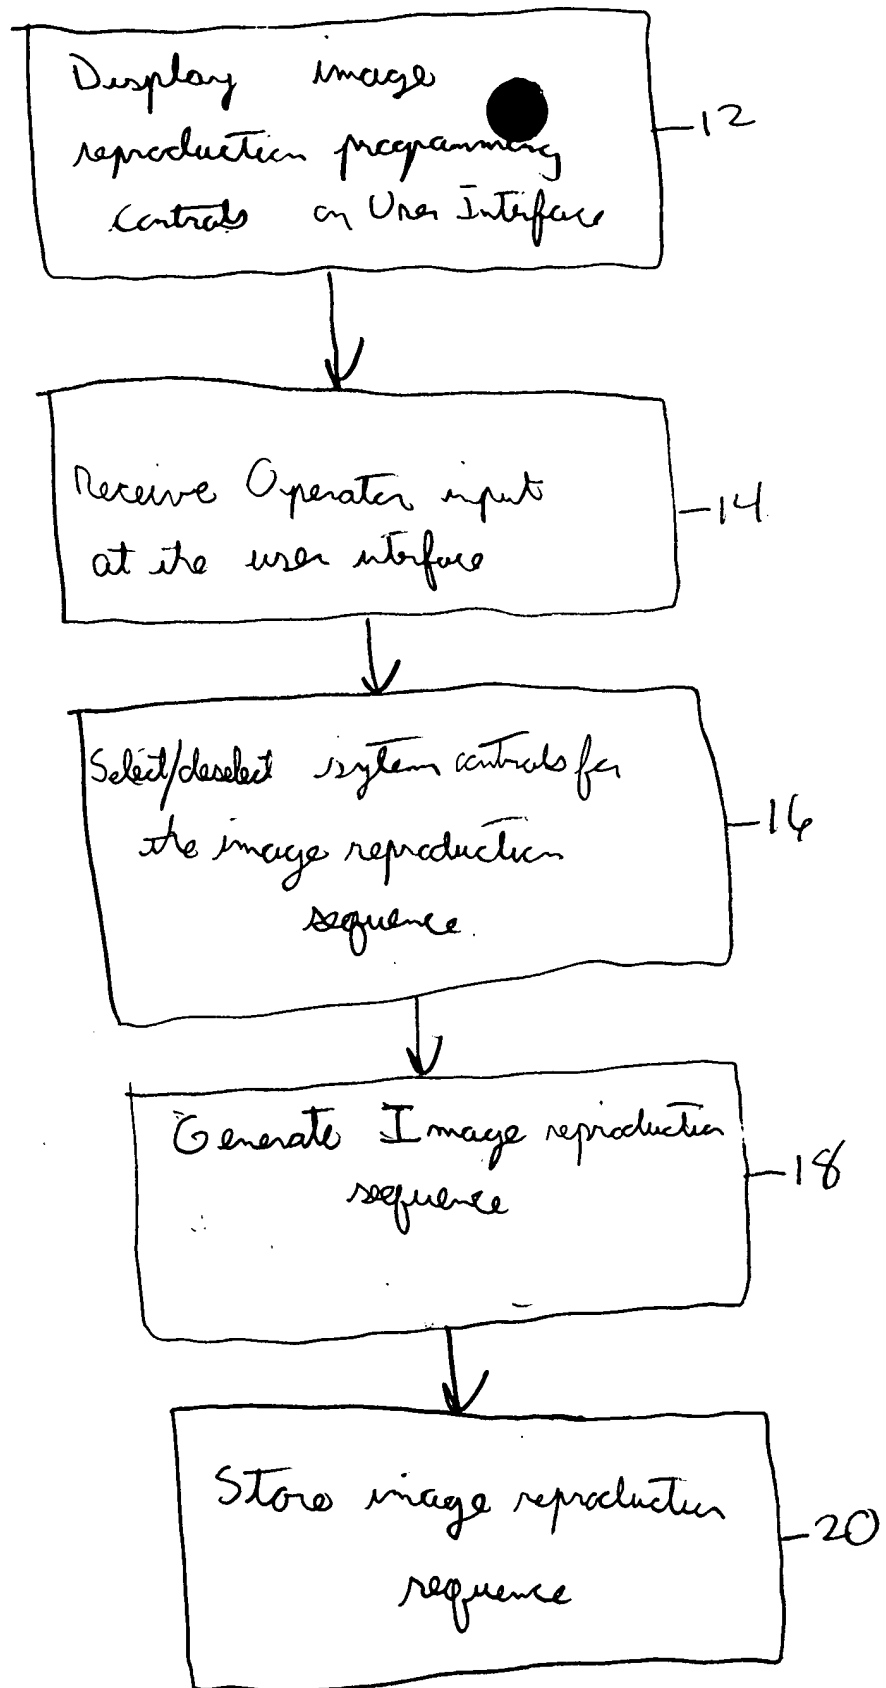 Display image
reproduction programming
controls on User Interface
12
Receive Operator input
at the user interface
14
Select/deselect system controls for
the image reproduction
sequence
16
Generate Image reproduction
sequence
18
Store image reproduction
sequence
20